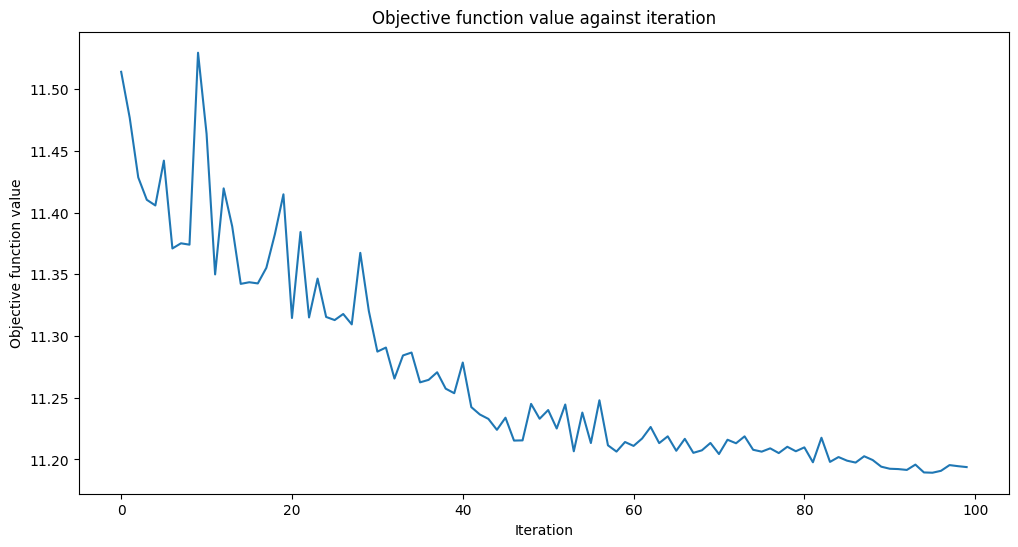 Objective function value against iteration
Objective function value
11.50
11.45
11.40
11.35
11.30
11.25
11.20
0 20 40 60 80 100
Iteration